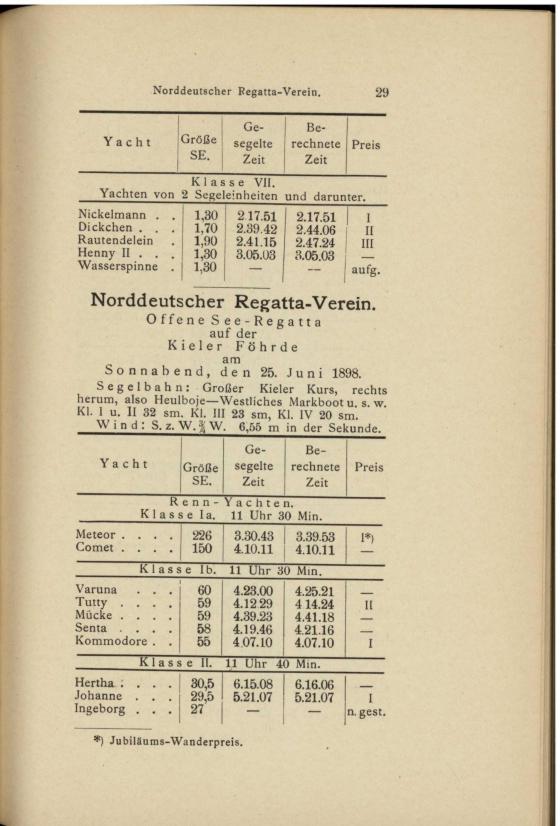 Norddeutscher Regatta-Verein. 29
Yacht Größe SE. Ge-segelte Zeit Be-rechnete Zeit Preis
Klasse VII.
Yachten von 2 Segeleinheiten und darunter.
Nickelmann . . 1,30 2.17.51 2.17.51 I
Dickchen . . . 1,70 2.39.42 2.44.06 II
Rautendelein . 1,90 2.41.15 2.47.24 III
Henny II . . . 1,30 3.05.03 3.05.03 —
Wasserspinne . 1,30 — — aufg.
Norddeutscher Regatta-Verein.
Offene See-Regatta
auf der
Kieler Föhrde
am
Sonnabend, den 25. Juni 1898.
Segelbahn: Großer Kieler Kurs, rechts
herum, also Heulboje—Westliches Markboot u. s. w.
Kl. I u. II 32 sm. Kl. III 23 sm, Kl. IV 20 sm.
Wind: S. z. W. ¾ W. 6,55 m in der Sekunde.
Yacht Größe SE. Ge-segelte Zeit Be-rechnete Zeit Preis
Renn-Yachten.
Klasse Ia. 11 Uhr 30 Min.
Meteor . . . . 226 3.30.43 3.39.53 I*)
Comet . . . . 150 4.10.11 4.10.11 —
Klasse Ib. 11 Uhr 30 Min.
Varuna . . . 60 4.23.00 4.25.21 —
Tutty . . . . 59 4.12 29 4 14.24 II
Mücke . . . . 59 4.39.23 4.41.18 —
Senta . . . . 58 4.19.46 4.21.16 —
Kommodore . . 55 4.07.10 4.07.10 I
Klasse II. 11 Uhr 40 Min.
Hertha . . . . 30,5 6.15.08 6.16.06 —
Johanne . . . 29,5 5.21.07 5.21.07 I
Ingeborg . . . 27 — — n. gest.
*) Jubiläums-Wanderpreis.